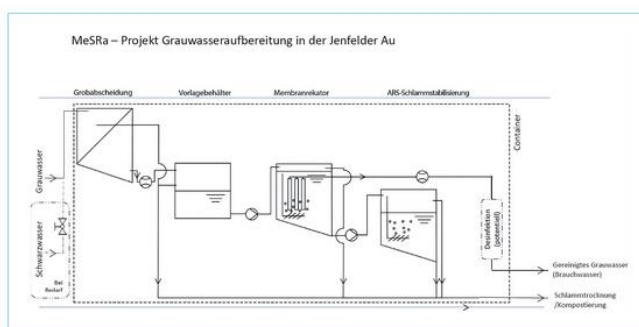 MeSRa – Projekt Grauwasseraufbereitung in der Jenfelder Au
Grobabscheidung
Vorlagebehälter
Membranrekator
ARS-Schlammstabilisierung
Container
Grauwasser
Schwarzwasser
Bei
Bedarf
Desinfektion
(potentiell)
Gereinigtes Grauwasser
(Brauchwasser)
Schlammtrocknung
/Kompostierung